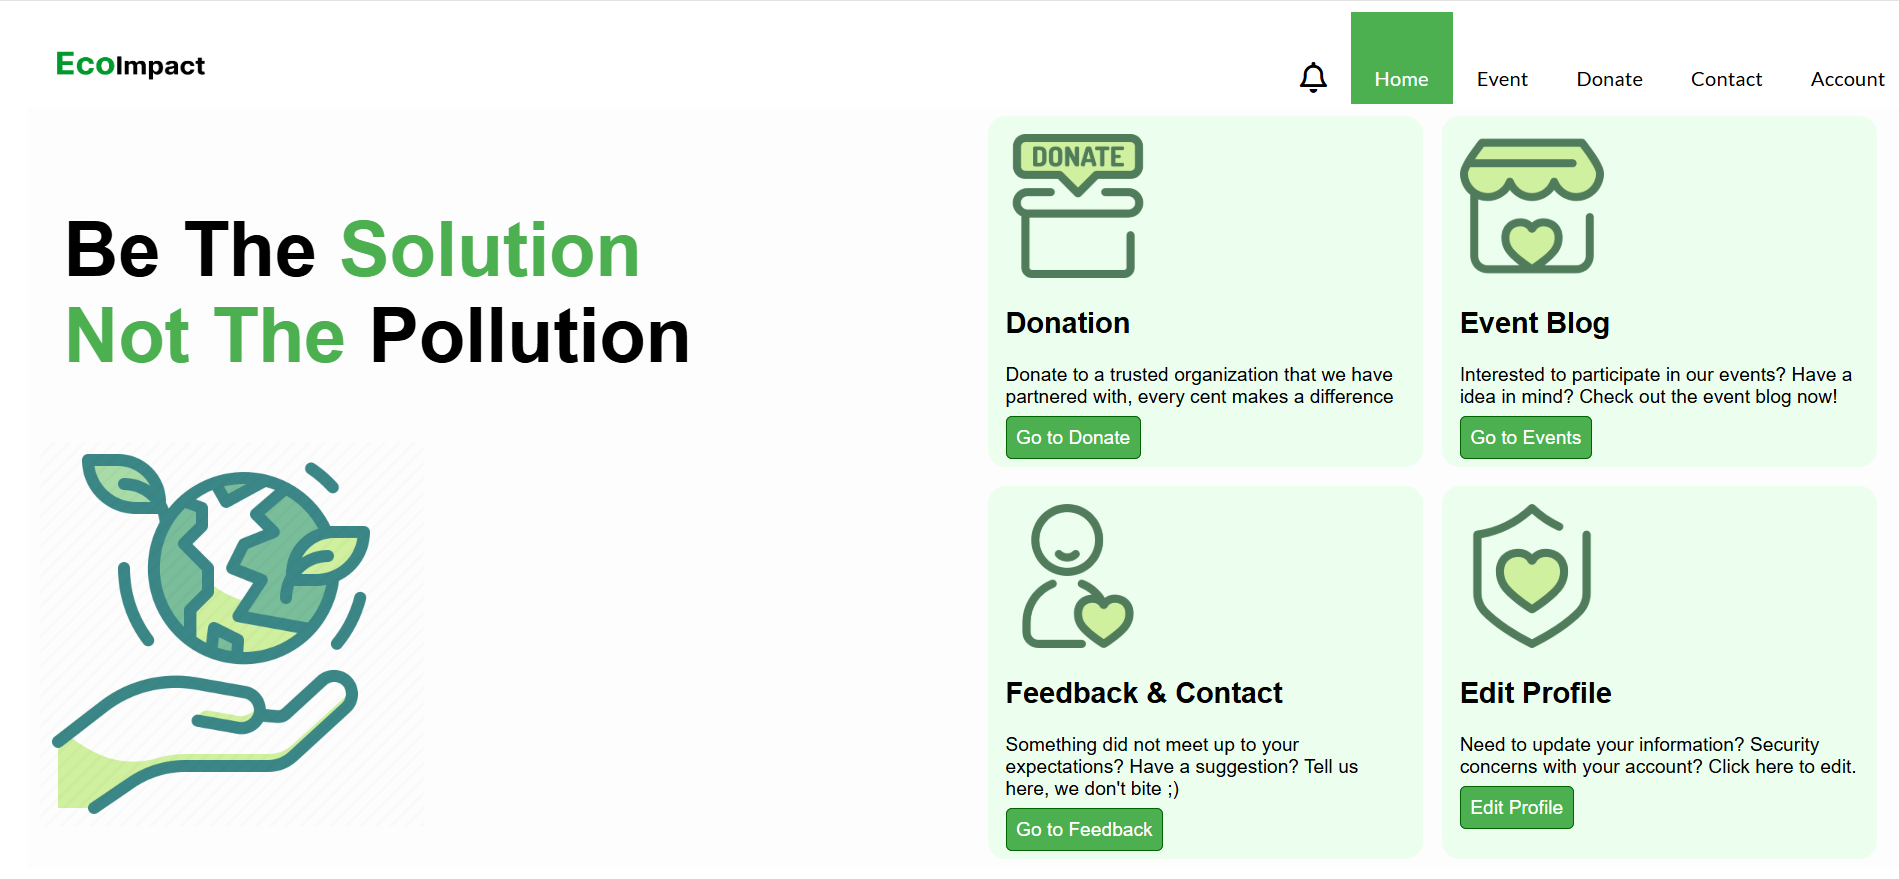 EcoImpact
Home Event Donate Contact Account
Be The Solution
Not The Pollution
DONATE
Donation
Donate to a trusted organization that we have
partnered with, every cent makes a difference
Go to Donate
Event Blog
Interested to participate in our events? Have a
idea in mind? Check out the event blog now!
Go to Events
Feedback & Contact
Something did not meet up to your
expectations? Have a suggestion? Tell us
here, we don't bite ;)
Go to Feedback
Edit Profile
Need to update your information? Security
concerns with your account? Click here to edit.
Edit Profile